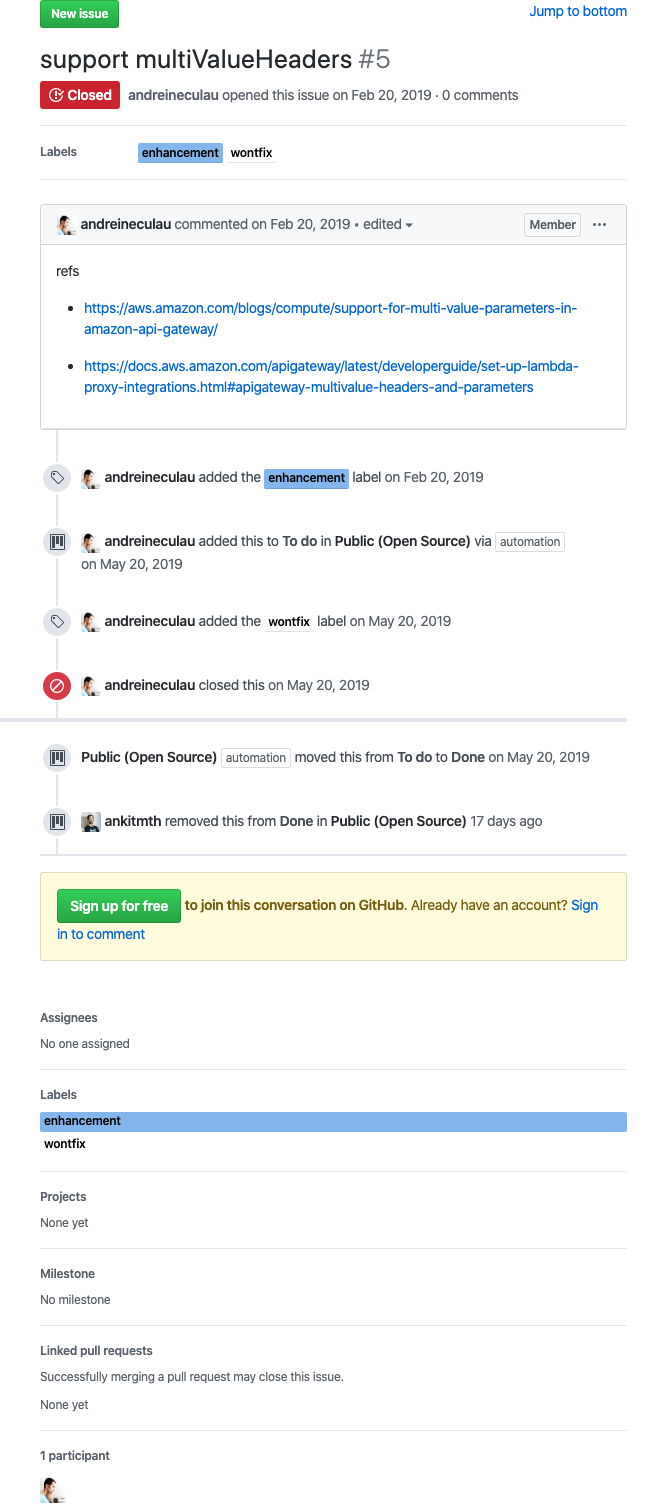 New issue
Jump to bottom
support multiValueHeaders #5
Closed andreineculau opened this issue on Feb 20, 2019 · 0 comments
Labels enhancement wontfix
andreineculau commented on Feb 20, 2019 • edited Member
refs
• https://aws.amazon.com/blogs/compute/support-for-multi-value-parameters-in-
amazon-api-gateway/
• https://docs.aws.amazon.com/apigateway/latest/developerguide/set-up-lambda-
proxy-integrations.html#apigateway-multivalue-headers-and-parameters
andreineculau added the enhancement label on Feb 20, 2019
andreineculau added this to To do in Public (Open Source) via automation
on May 20, 2019
andreineculau added the wontfix label on May 20, 2019
andreineculau closed this on May 20, 2019
Public (Open Source) automation moved this from To do to Done on May 20, 2019
ankitmth removed this from Done in Public (Open Source) 17 days ago
Sign up for free to join this conversation on GitHub. Already have an account? Sign
in to comment
Assignees
No one assigned
Labels
enhancement
wontfix
Projects
None yet
Milestone
No milestone
Linked pull requests
Successfully merging a pull request may close this issue.
None yet
1 participant